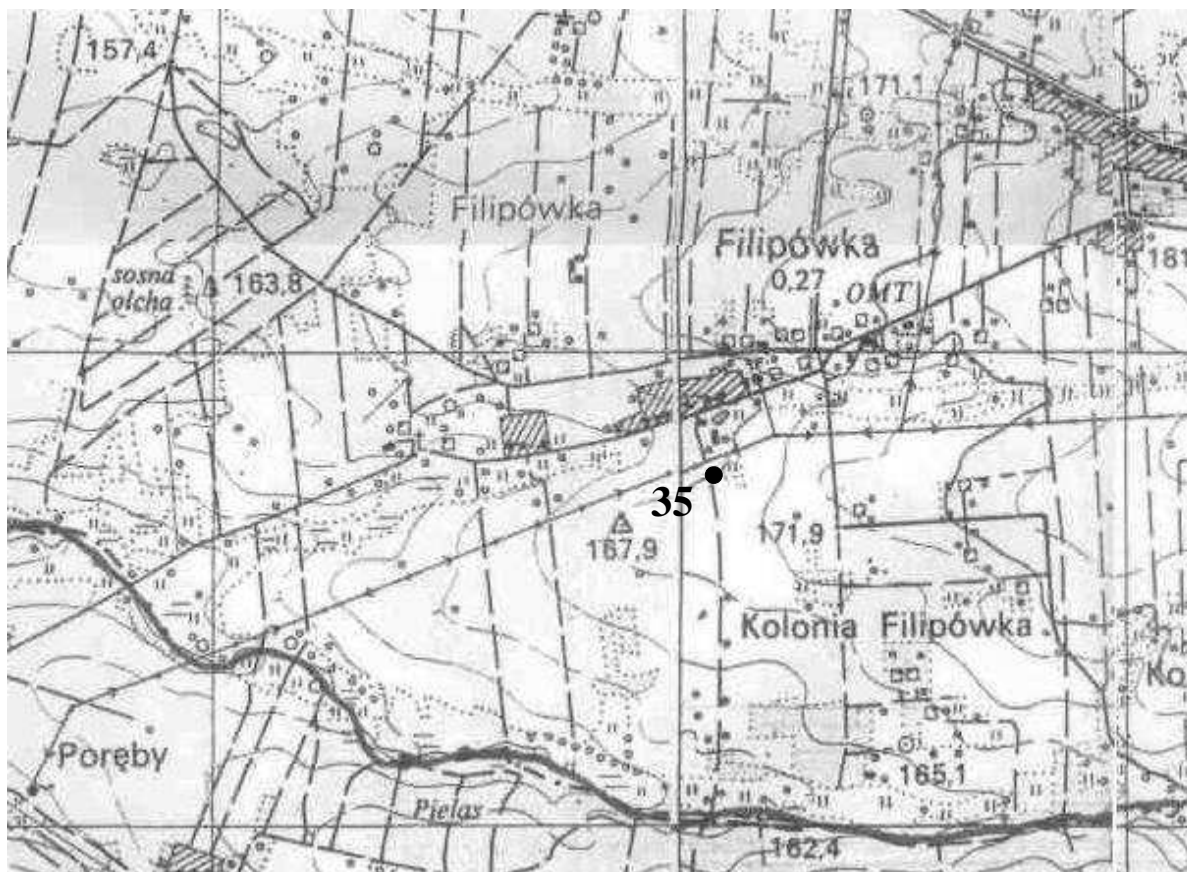 157,4
171,1
Filipówka
Filipówka
0,27
OMT
181
sosna
olcha
163,8
35
167,9
171,9
Kolonia Filipówka
Ko
Poręby
165,1
Pielas
162,4